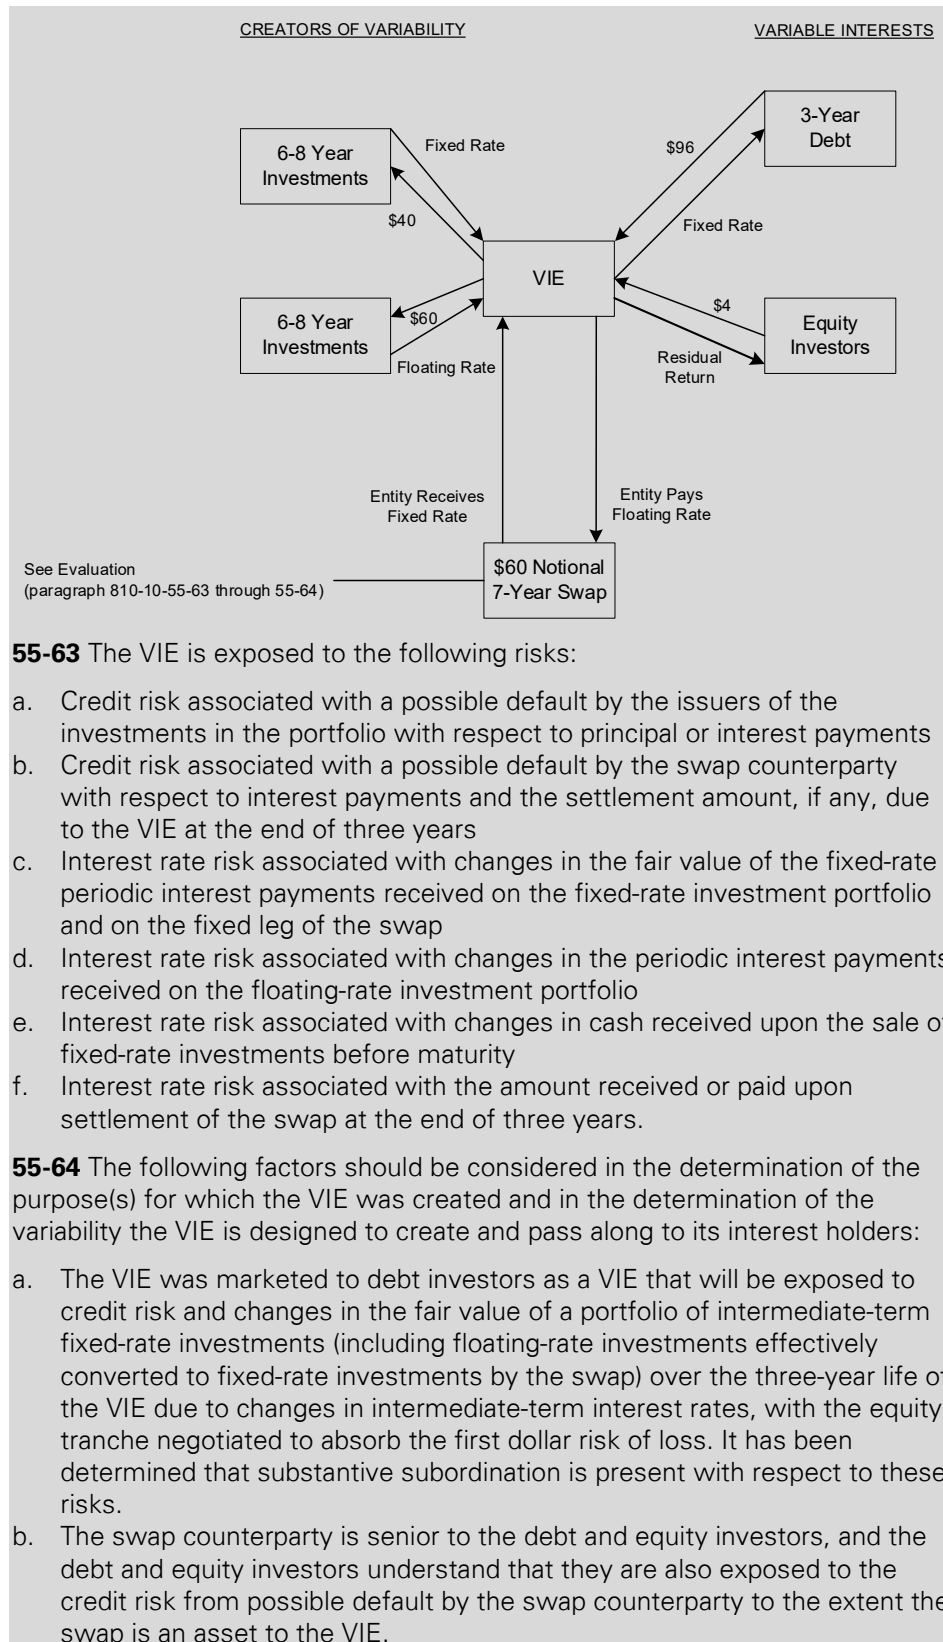 CREATORS OF VARIABILITY
VARIABLE INTERESTS
6-8 Year
Investments
Fixed Rate
$40
$96
3-Year
Debt
Fixed Rate
VIE
6-8 Year
Investments
$60
Floating Rate
$4
Equity
Investors
Residual
Return
Entity Receives
Fixed Rate
Entity Pays
Floating Rate
See Evaluation
(paragraph 810-10-55-63 through 55-64)
$60 Notional
7-Year Swap
55-63 The VIE is exposed to the following risks:
a. Credit risk associated with a possible default by the issuers of the
investments in the portfolio with respect to principal or interest payments
b. Credit risk associated with a possible default by the swap counterparty
with respect to interest payments and the settlement amount, if any, due
to the VIE at the end of three years
c. Interest rate risk associated with changes in the fair value of the fixed-rate
periodic interest payments received on the fixed-rate investment portfolio
and on the fixed leg of the swap
d. Interest rate risk associated with changes in the periodic interest payments
received on the floating-rate investment portfolio
e. Interest rate risk associated with changes in cash received upon the sale of
fixed-rate investments before maturity
f. Interest rate risk associated with the amount received or paid upon
settlement of the swap at the end of three years.
55-64 The following factors should be considered in the determination of the
purpose(s) for which the VIE was created and in the determination of the
variability the VIE is designed to create and pass along to its interest holders:
a. The VIE was marketed to debt investors as a VIE that will be exposed to
credit risk and changes in the fair value of a portfolio of intermediate-term
fixed-rate investments (including floating-rate investments effectively
converted to fixed-rate investments by the swap) over the three-year life of
the VIE due to changes in intermediate-term interest rates, with the equity
tranche negotiated to absorb the first dollar risk of loss. It has been
determined that substantive subordination is present with respect to these
risks.
b. The swap counterparty is senior to the debt and equity investors, and the
debt and equity investors understand that they are also exposed to the
credit risk from possible default by the swap counterparty to the extent the
swap is an asset to the VIE.